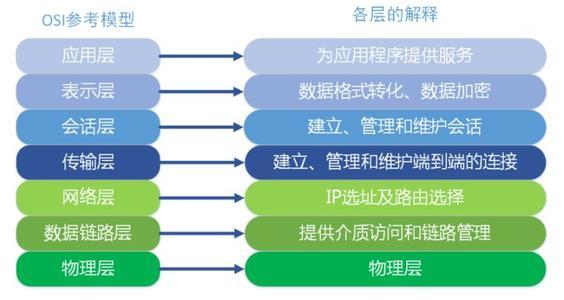 OSI参考模型 各层的解释
应用层 为应用程序提供服务
表示层 数据格式转化、数据加密
会话层 建立、管理和维护会话
传输层 建立、管理和维护端到端的连接
网络层 IP选址及路由选择
数据链路层 提供介质访问和链路管理
物理层 物理层